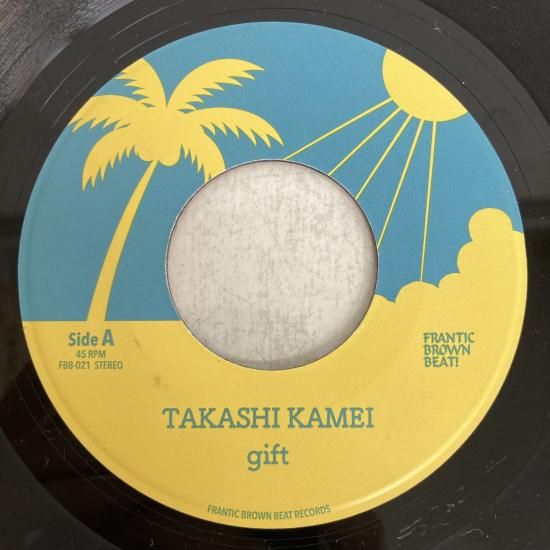 Side A
45 RPM
FBB-021 STEREO
FRANTIC
BROWN
BEAT!
TAKASHI KAMEI
gift
FRANTIC BROWN BEAT RECORDS